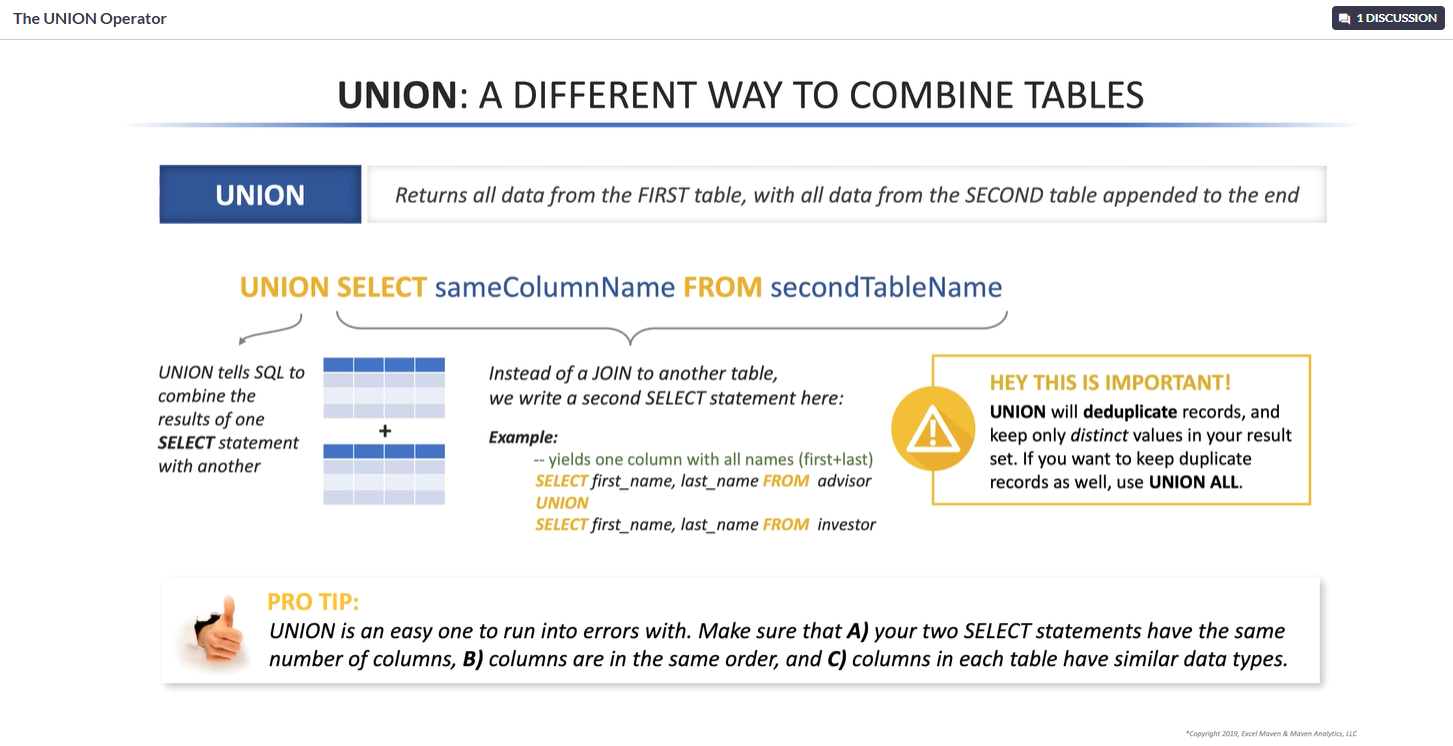 The UNION Operator
1 DISCUSSION
UNION: A DIFFERENT WAY TO COMBINE TABLES
UNION
Returns all data from the FIRST table, with all data from the SECOND table appended to the end
UNION SELECT sameColumnName FROM secondTableName
UNION tells SQL to
combine the
results of one
SELECT statement
with another
+
Instead of a JOIN to another table,
we write a second SELECT statement here:
Example:
-- yields one column with all names (first+last)
SELECT first_name, last_name FROM advisor
UNION
SELECT first_name, last_name FROM investor
HEY THIS IS IMPORTANT!
UNION will deduplicate records, and
keep only distinct values in your result
set. If you want to keep duplicate
records as well, use UNION ALL.
PRO TIP:
UNION is an easy one to run into errors with. Make sure that A) your two SELECT statements have the same
number of columns, B) columns are in the same order, and C) columns in each table have similar data types.
*Copyright 2019, Excel Maven & Maven Analytics, LLC